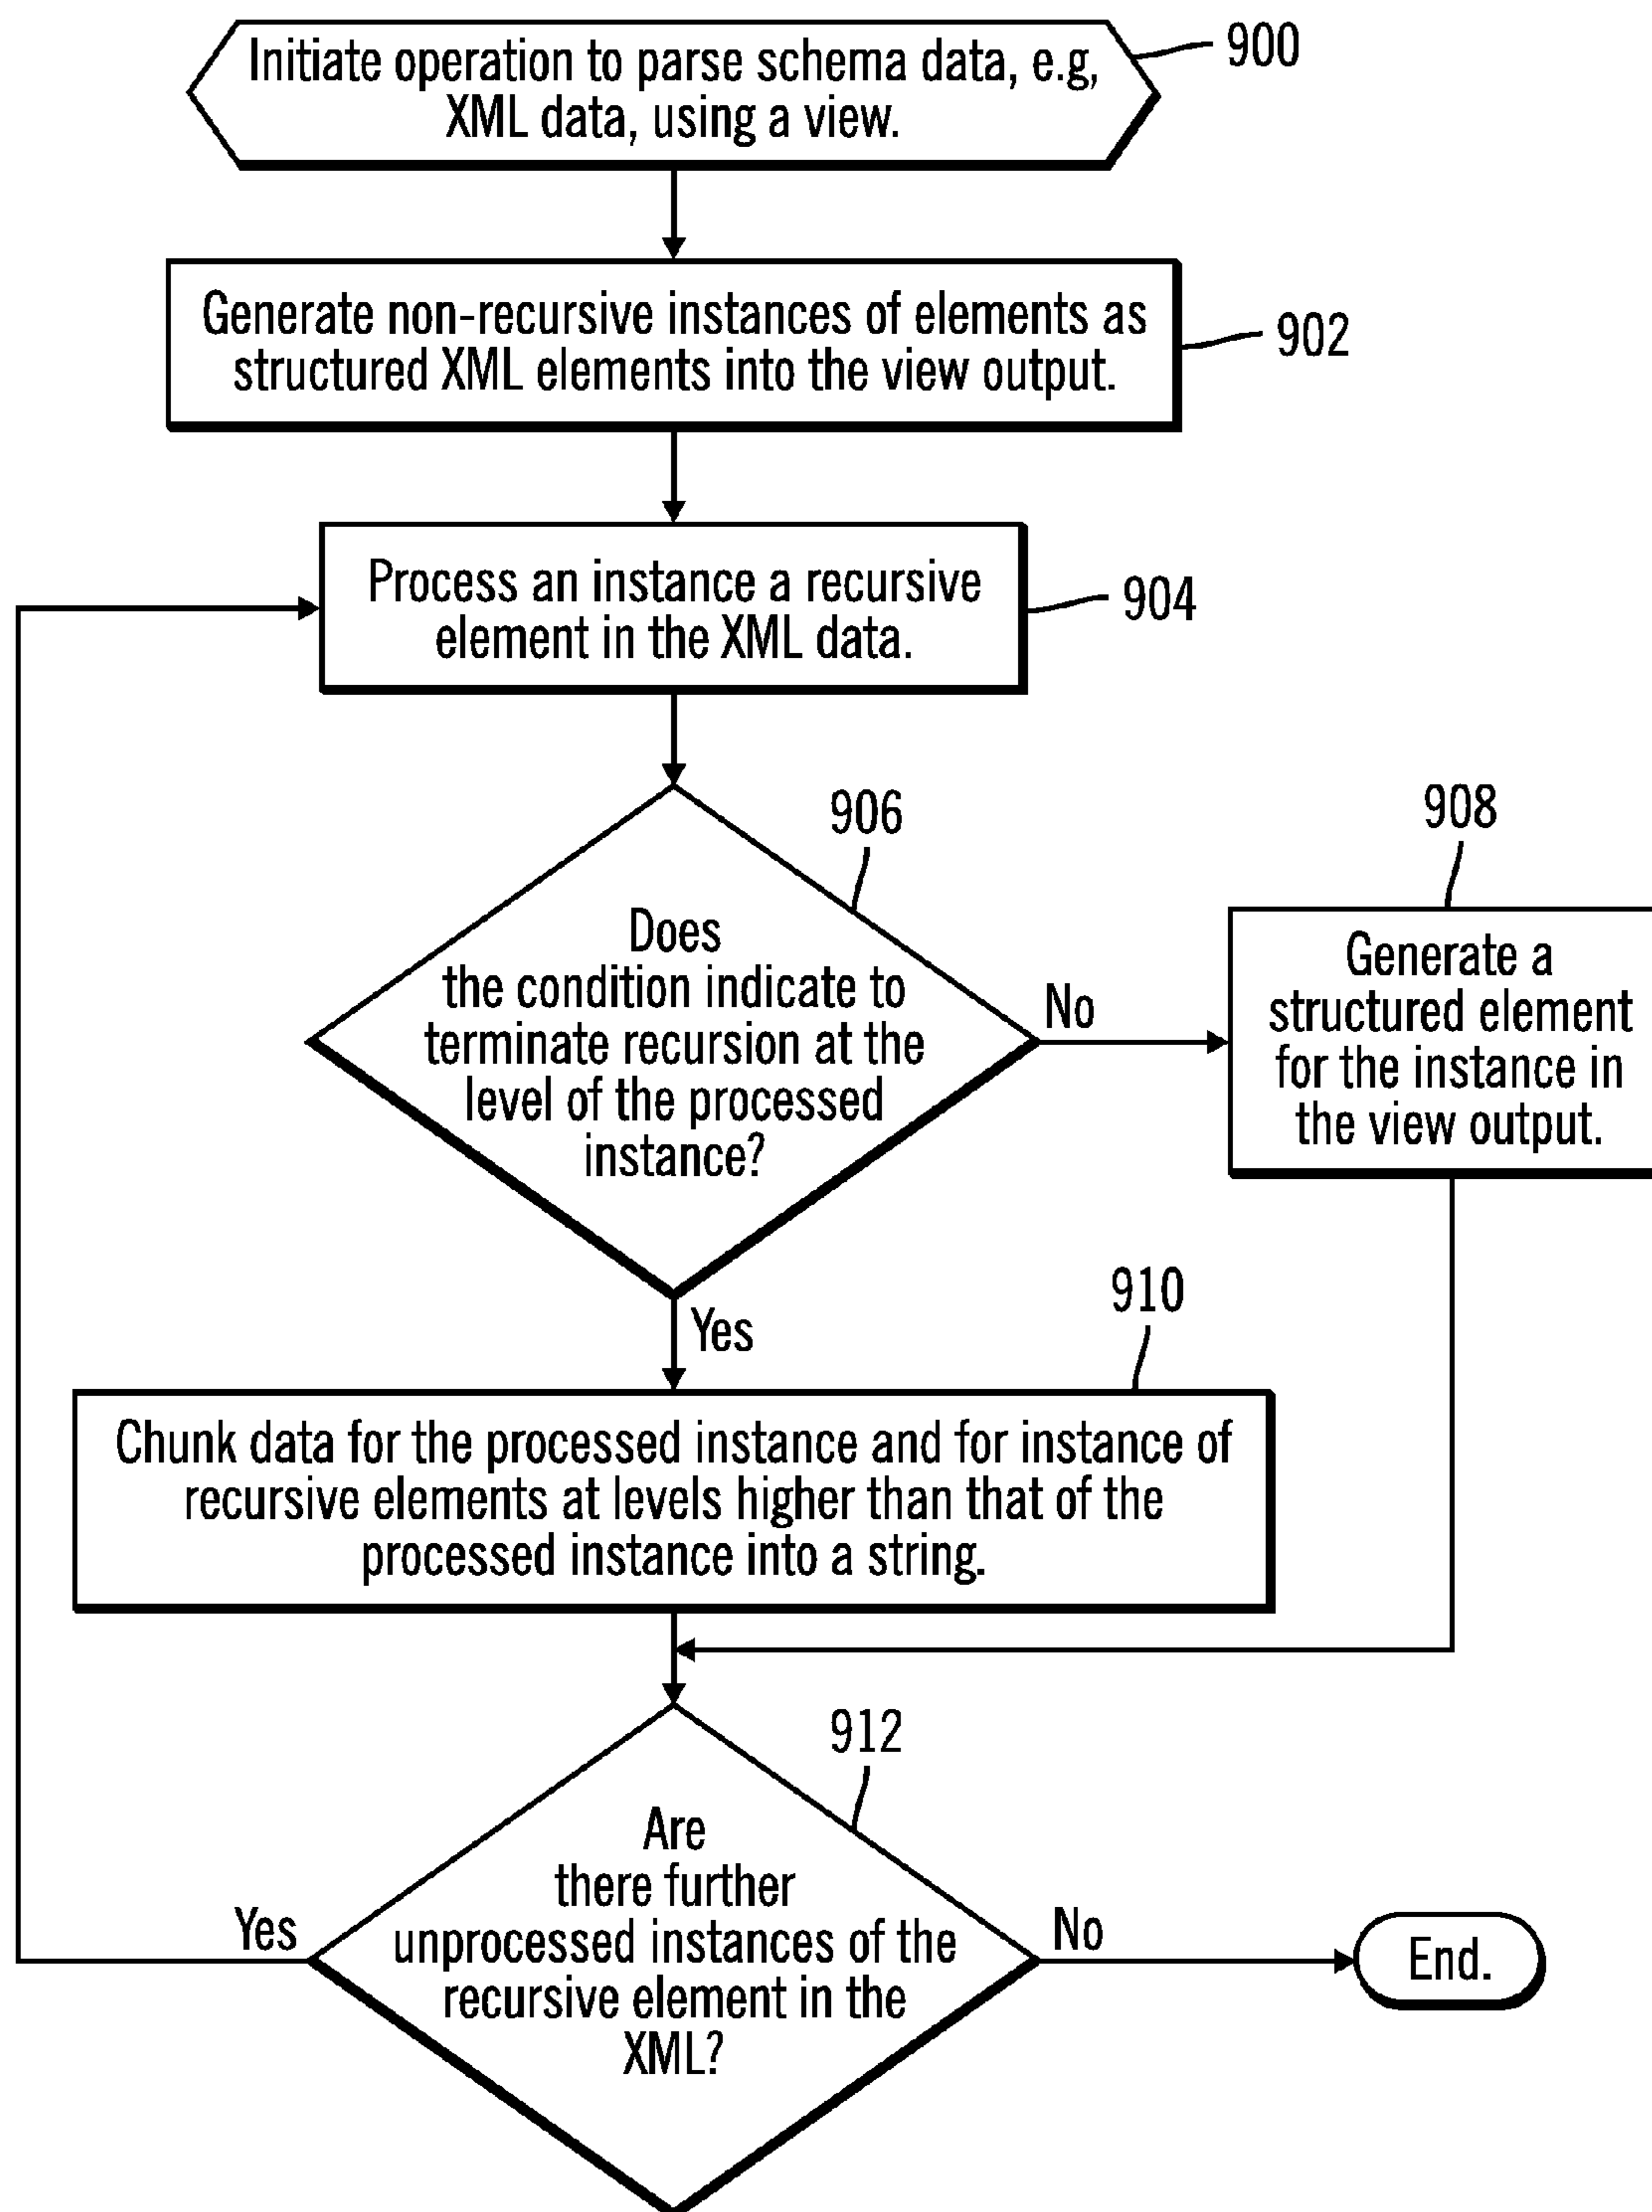 Initiate operation to parse schema data, e.g,
XML data, using a view.
900
Generate non-recursive instances of elements as
structured XML elements into the view output.
902
Process an instance a recursive
element in the XML data.
904
906
Does
the condition indicate to
terminate recursion at the
level of the processed
instance?
No
908
Generate a
structured element
for the instance in
the view output.
Yes
910
Chunk data for the processed instance and for instance of
recursive elements at levels higher than that of the
processed instance into a string.
912
Are
there further
unprocessed instances of the
recursive element in the
XML?
Yes
No
End.